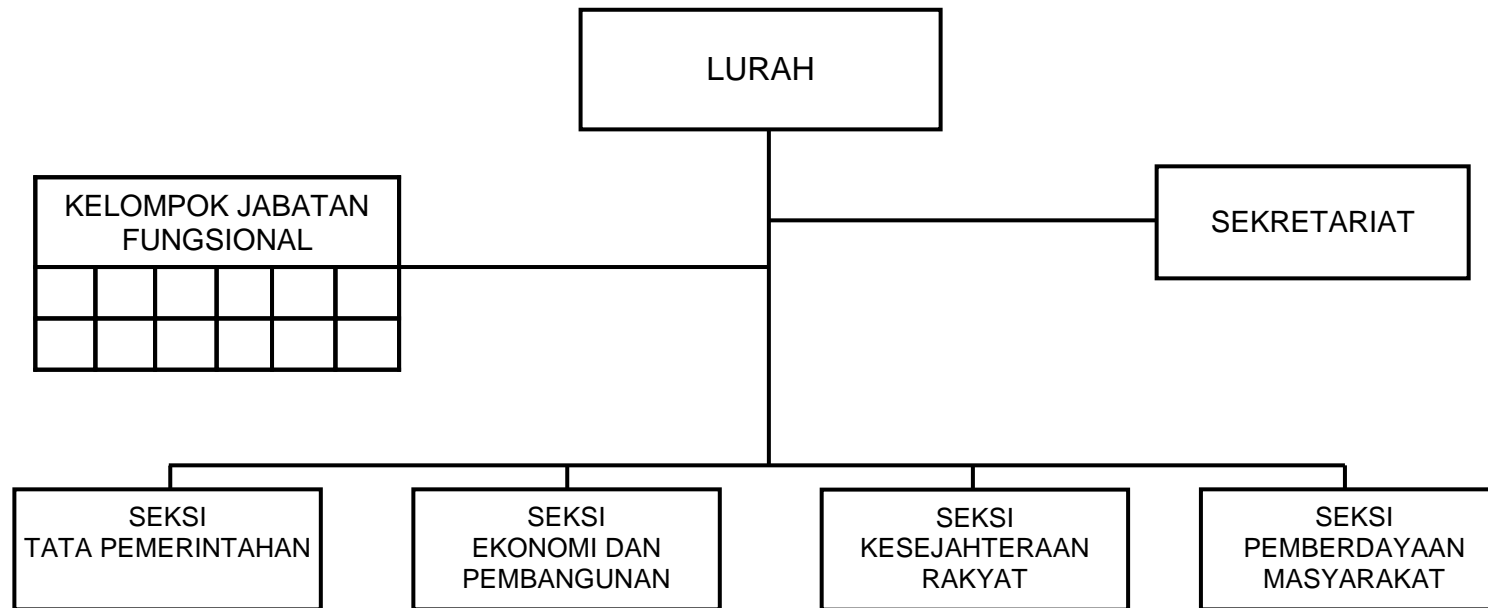 LURAH
KELOMPOK JABATAN
FUNGSIONAL
SEKRETARIAT
SEKSI
TATA PEMERINTAHAN
SEKSI
EKONOMI DAN
PEMBANGUNAN
SEKSI
KESEJAHTERAAN
RAKYAT
SEKSI
PEMBERDAYAAN
MASYARAKAT